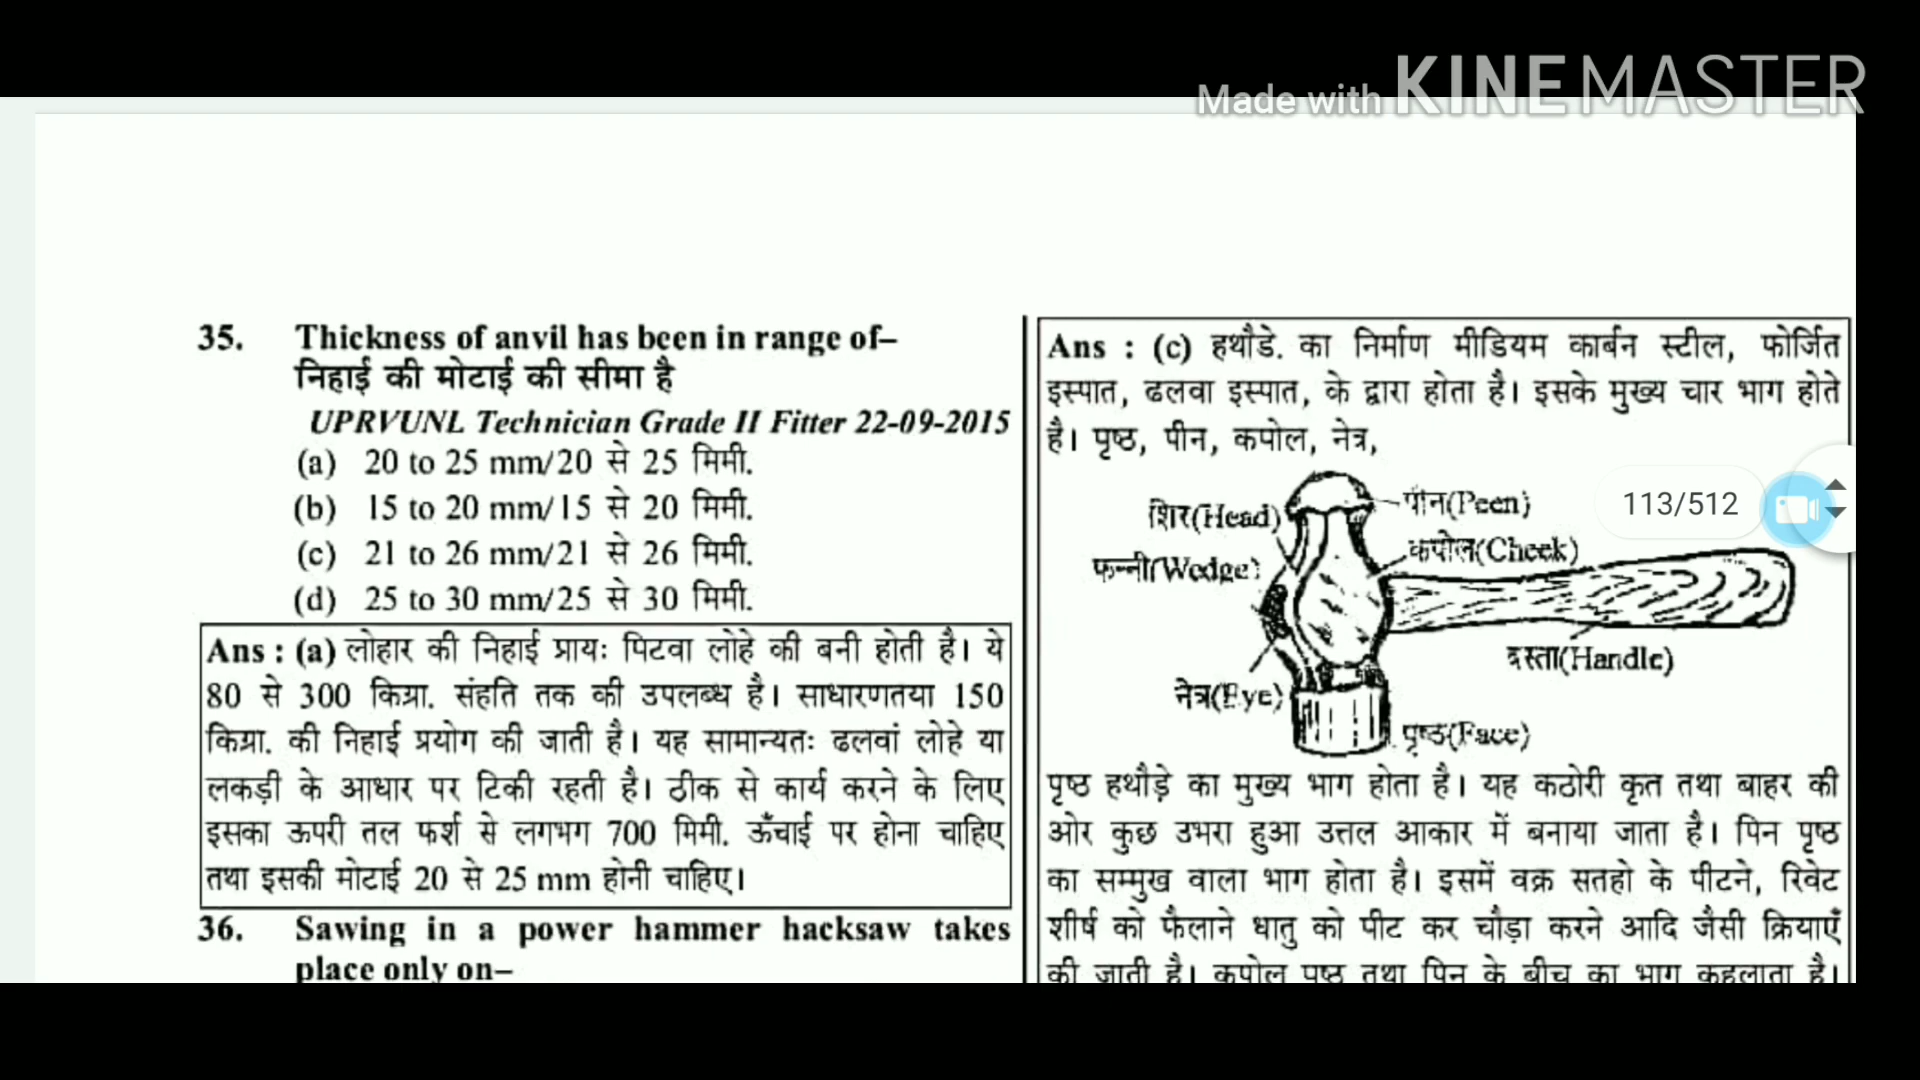 Made with KINEMASTER
35. Thickness of anvil has been in range of–
निहाई की मोटाई की सीमा है
UPRVUNL Technician Grade II Fitter 22-09-2015
(a) 20 to 25 mm/20 से 25 मिमी.
(b) 15 to 20 mm/15 से 20 मिमी.
(c) 21 to 26 mm/21 से 26 मिमी.
(d) 25 to 30 mm/25 से 30 मिमी.
Ans : (a) लोहार की निहाई प्रायः पिटवा लोहे की बनी होती है। ये
80 से 300 किग्रा. संहति तक की उपलब्ध है। साधारणतया 150
किग्रा. की निहाई प्रयोग की जाती है। यह सामान्यतः ढलवां लोहे या
लकड़ी के आधार पर टिकी रहती है। ठीक से कार्य करने के लिए
इसका ऊपरी तल फर्श से लगभग 700 मिमी. ऊँचाई पर होना चाहिए
तथा इसकी मोटाई 20 से 25 mm होनी चाहिए।
36. Sawing in a power hammer hacksaw takes
place only on–
Ans : (c) हथौडे. का निर्माण मीडियम कार्बन स्टील, फोर्जित
इस्पात, ढलवा इस्पात, के द्वारा होता है। इसके मुख्य चार भाग होते
है। पृष्ठ, पीन, कपोल, नेत्र,
शिर(Head)
पीन(Peen)
113/512
कपोल(Cheek)
फन्नी(Wedge)
दस्ता(Handle)
नेत्र(Eye)
पृष्ठ(Face)
पृष्ठ हथौड़े का मुख्य भाग होता है। यह कठोरी कृत तथा बाहर की
ओर कुछ उभरा हुआ उत्तल आकार में बनाया जाता है। पिन पृष्ठ
का सम्मुख वाला भाग होता है। इसमें वक्र सतहो के पीटने, रिवेट
शीर्ष को फैलाने धातु को पीट कर चौड़ा करने आदि जैसी क्रियाएँ
की जाती है। कपोल पृष्ठ तथा पिन के बीच का भाग कहलाता है।